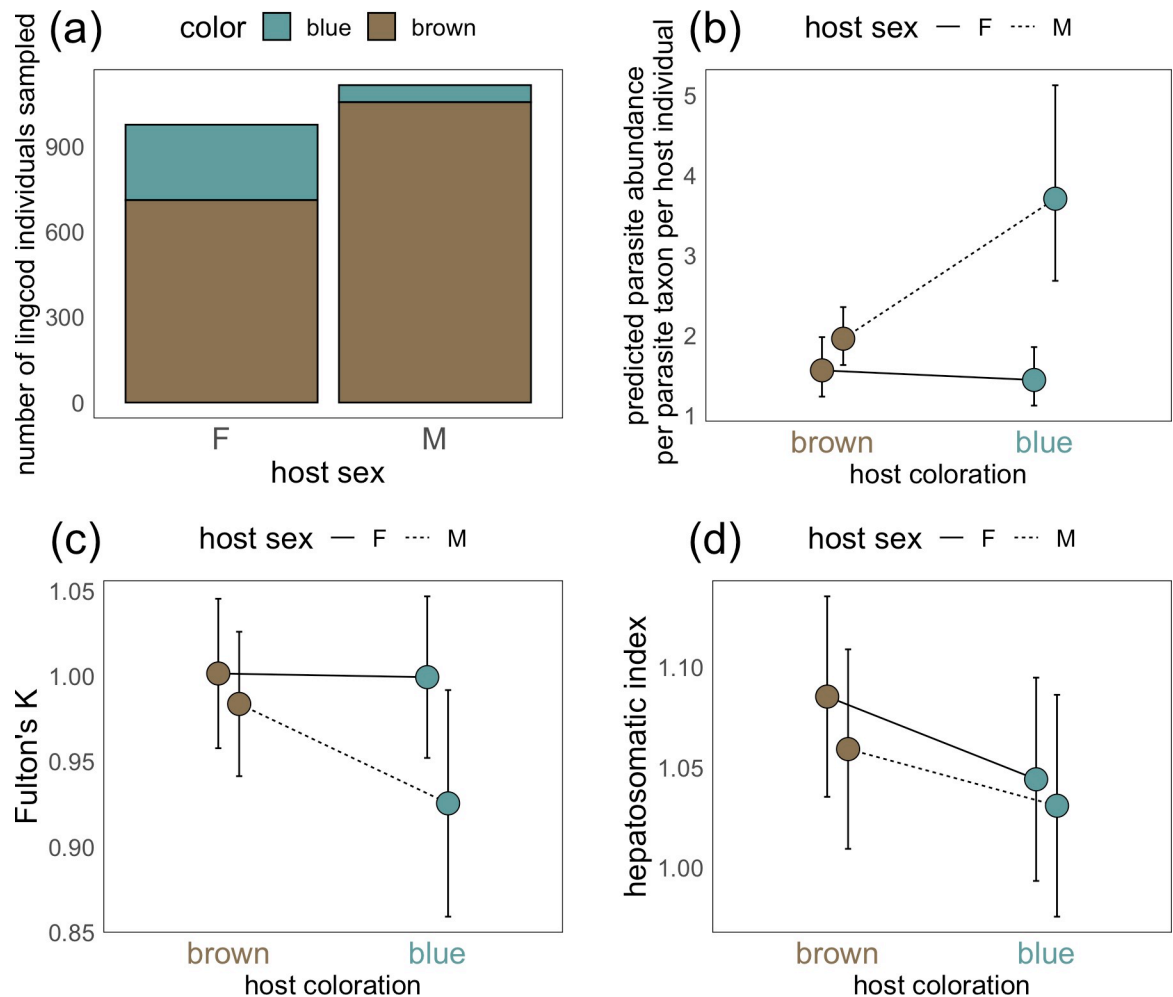 (a)
color blue brown
number of lingcod individuals sampled
900
600
300
0
F M
host sex
(b)
host sex F M
predicted parasite abundance
per parasite taxon per host individual
5
4
3
2
1
brown blue
host coloration
(c)
host sex F M
Fulton's K
1.05
1.00
0.95
0.90
0.85
brown blue
host coloration
(d)
host sex F M
hepatosomatic index
1.10
1.05
1.00
brown blue
host coloration